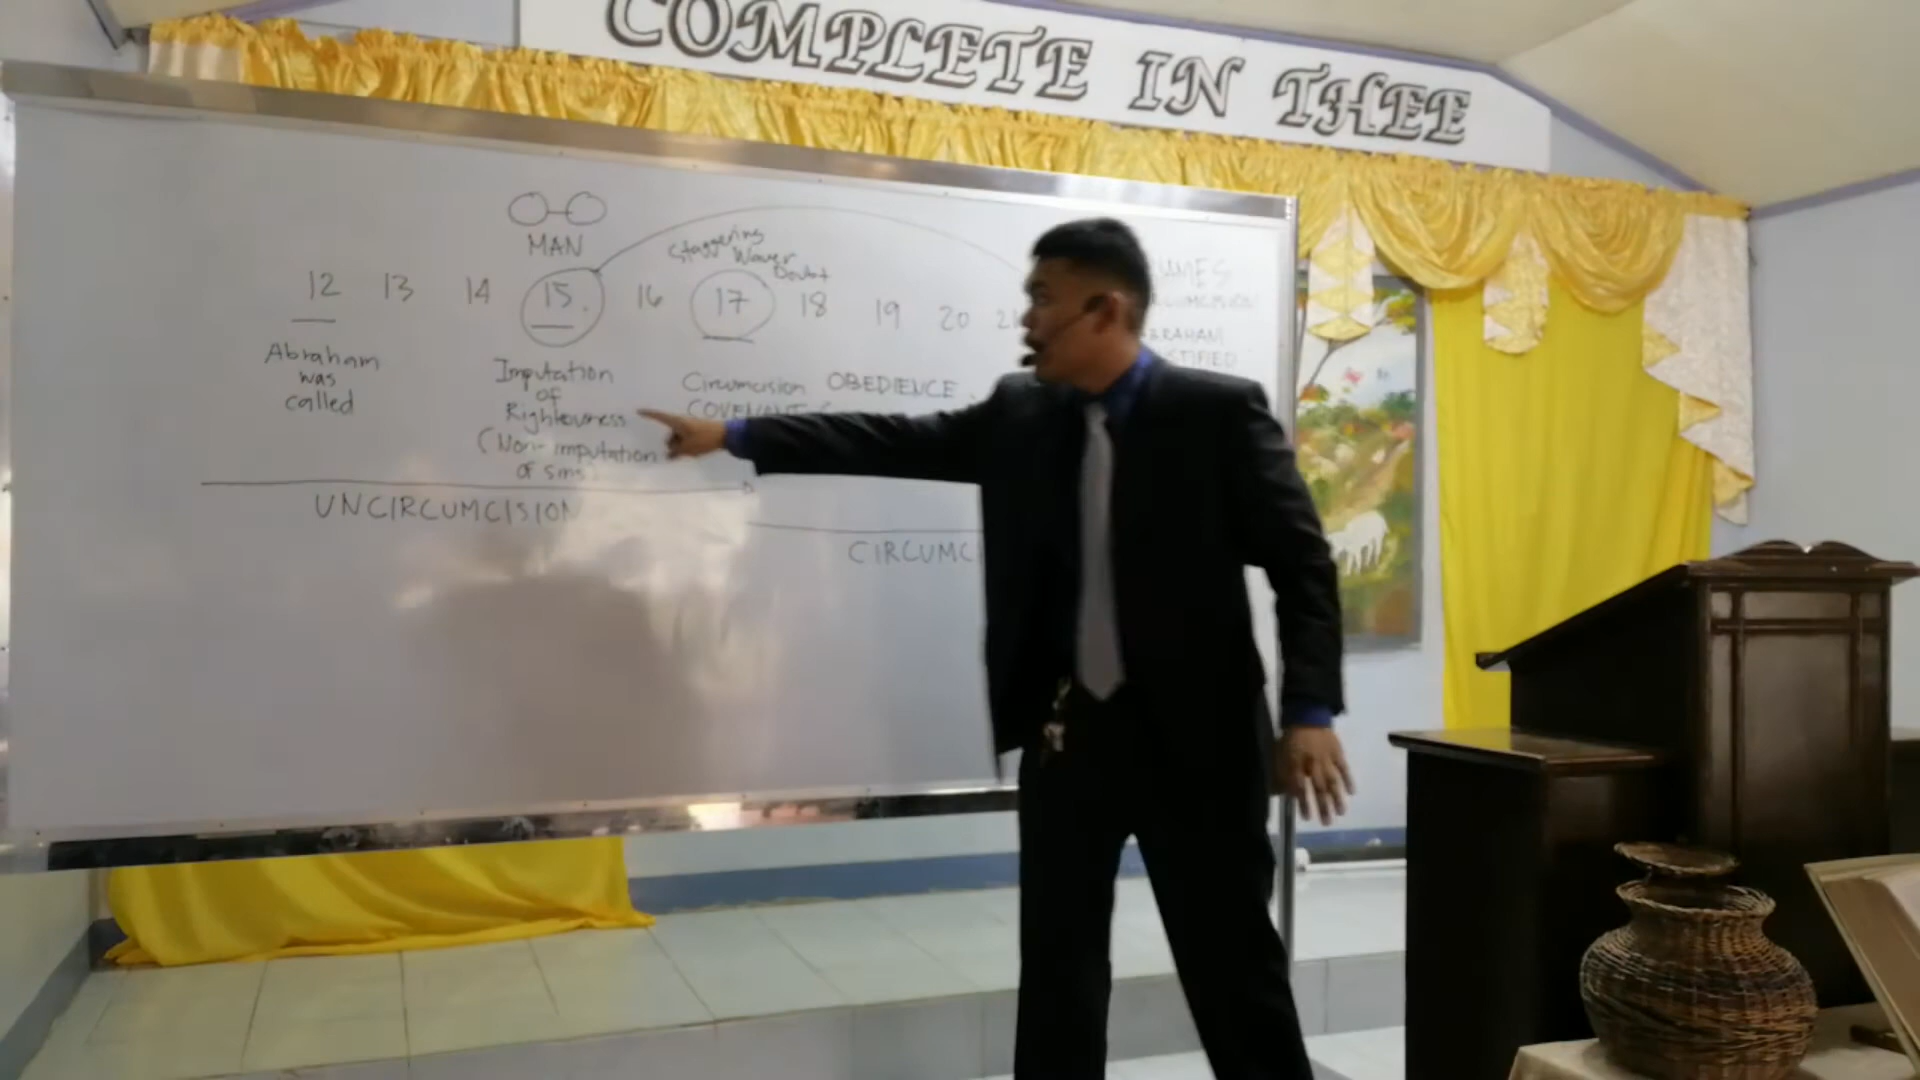 COMPLETE IN THEE
MAN
Staggering
Waver
Doubt
12 13 14 15. 16 17 18 19 20
Abraham
was
called
Imputation
of
Righteousness
(Non-imputation
of sins)
Circumcision OBEDIENCE
COVENANT
UNCIRCUMCISION
CIRCUMC